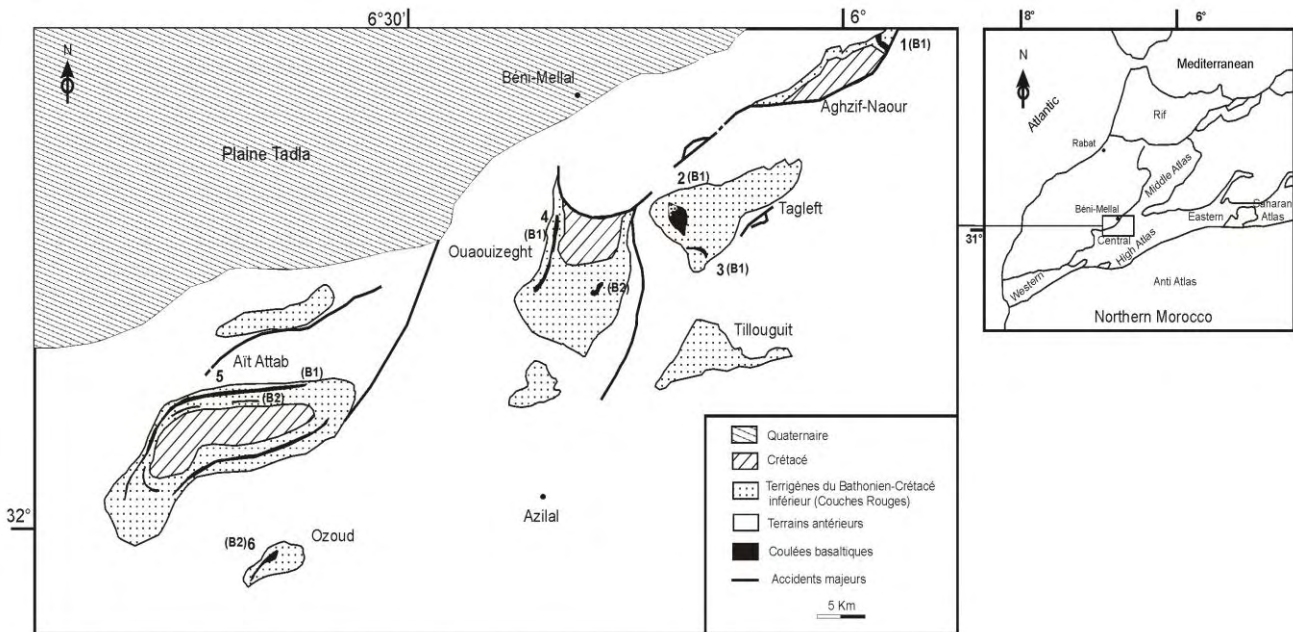 6°30'
6°
N
Béni-Mellal
1 (B1)
Aghzif-Naour
Plaine Tadla
2 (B1)
Tagleft
4
(B1)
Ouaouizeght
3 (B1)
(B2)
Tillouguit
Aït Attab
5
(B1)
(B2)
32°
Azilal
Ozoud
(B2) 6
Quaternaire
Crétacé
Terrigènes du Bathonien-Crétacé
inférieur (Couches Rouges)
Terrains antérieurs
Coulées basaltiques
Accidents majeurs
5 Km
8°
6°
N
Mediterranean
Atlantic
Rif
Rabat
Middle Atlas
Béni-Mellal
Saharan
Atlas
Eastern
31°
Central
High Atlas
Western
Anti Atlas
Northern Morocco